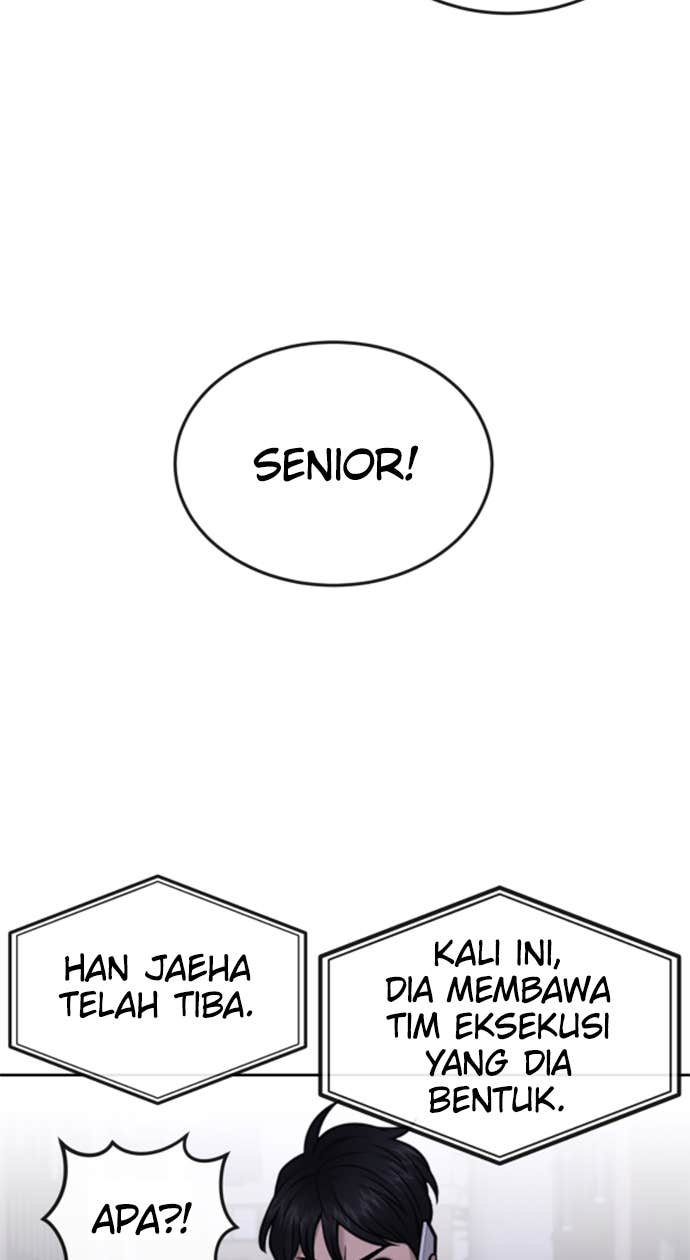 SENIOR!
HAN JAEHA
TELAH TIBA.
KALI INI,
DIA MEMBAWA
TIM EKSEKUSI
YANG DIA
BENTUK.
APA?!